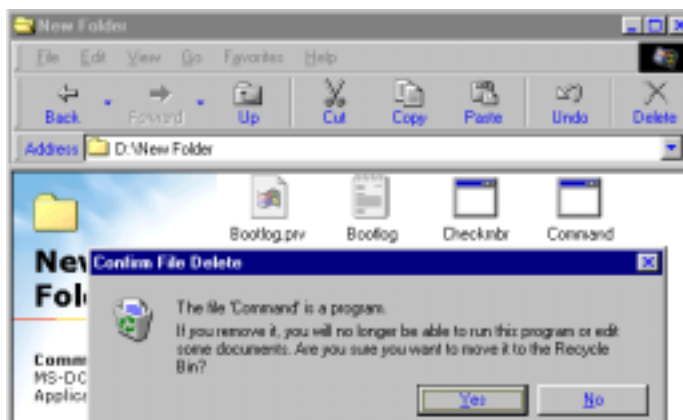 New Folder
File Edit View Go Favorites Help
Back Forward Up Cut Copy Paste Undo Delete
Address D:\New Folder
Bootlog.prv Bootlog Checkmbr Command
New
Confirm File Delete
Fol
The file 'Command' is a program.
If you remove it, you will no longer be able to run this program or edit
some documents. Are you sure you want to move it to the Recycle
Bin?
Comm
MS-DO
Applica
Yes No